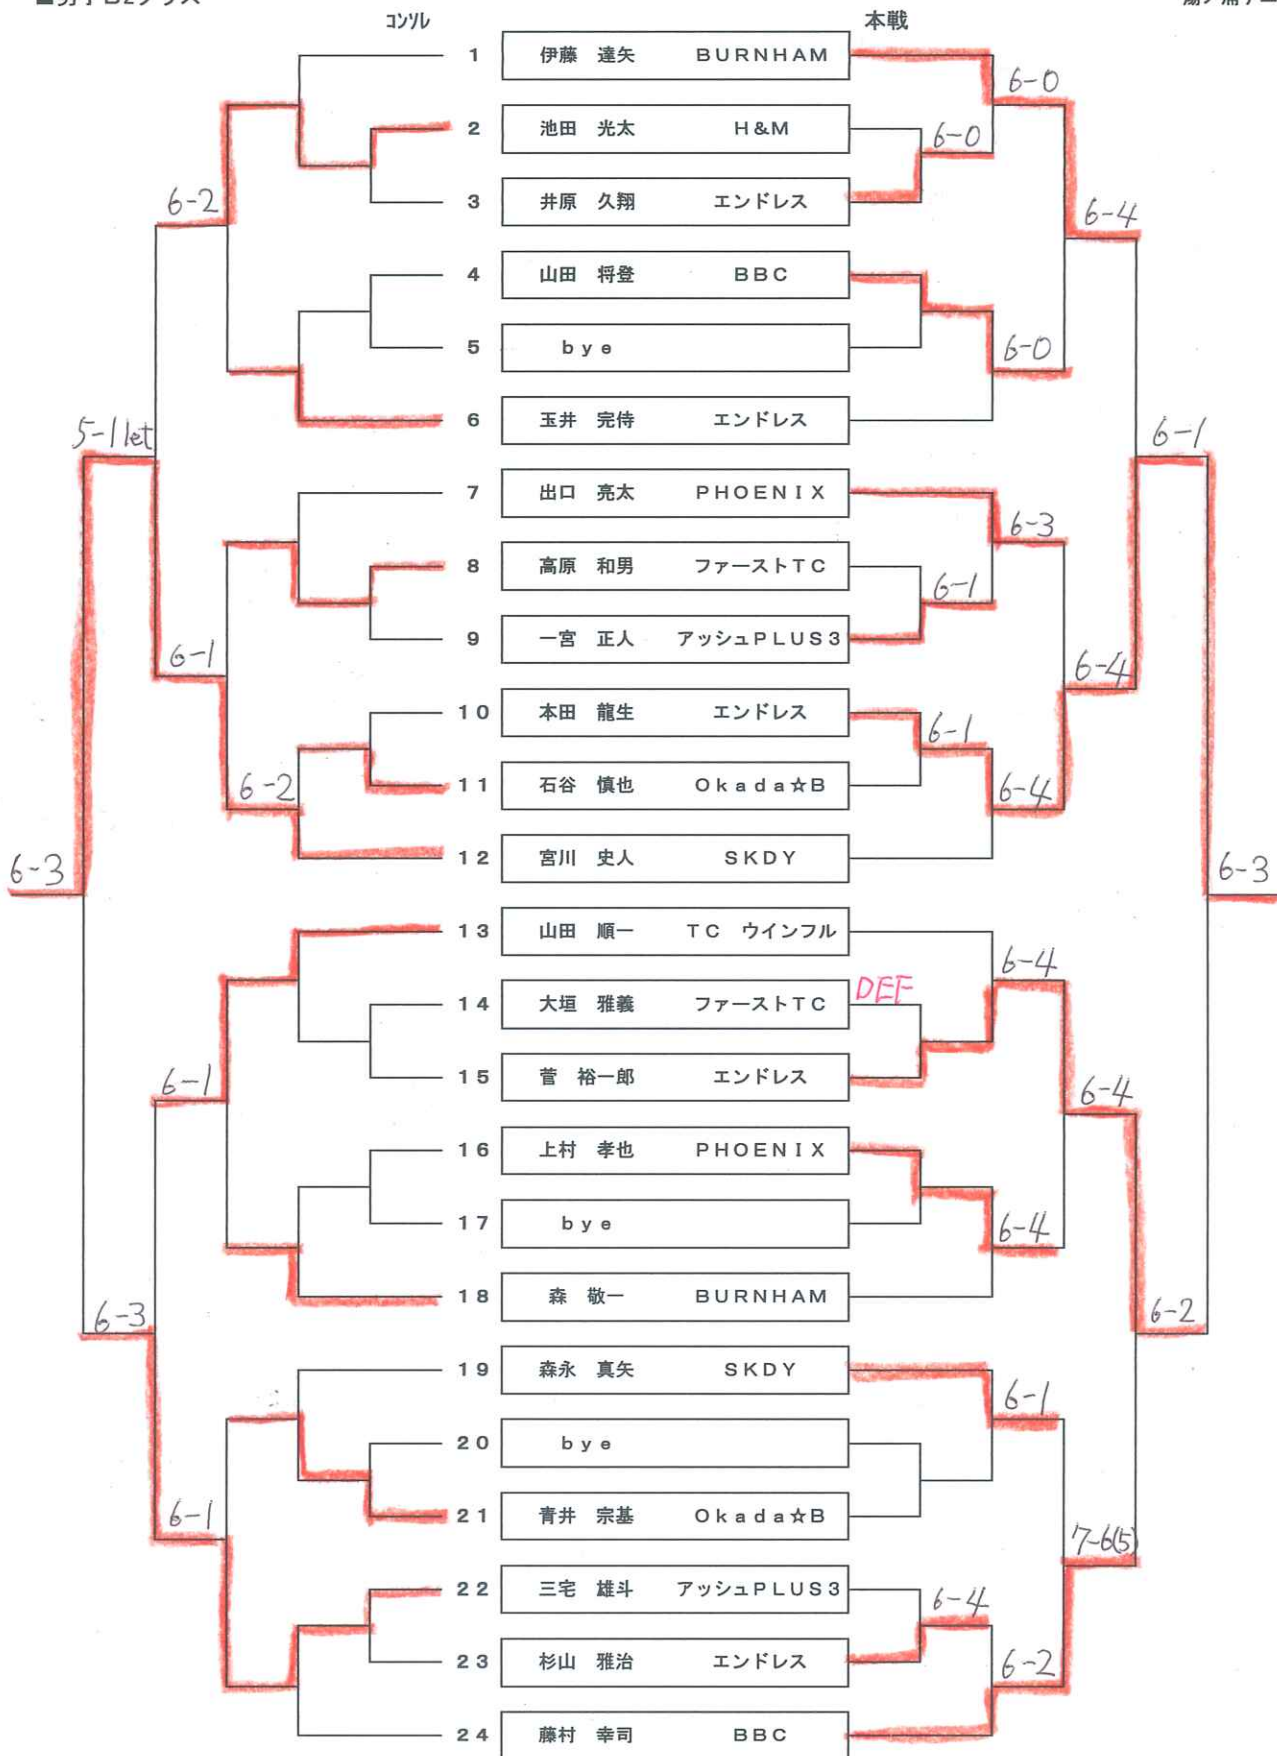 コンソル 本戦
1 伊藤 達矢 BURNHAM
6-0
2 池田 光太 H&M
6-0
3 井原 久翔 エンドレス
6-2
6-4
4 山田 将登 BBC
5 bye
6-0
6 玉井 完侍 エンドレス
5-1 let
6-1
7 出口 亮太 PHOENIX
6-3
8 高原 和男 ファーストTC
6-1
9 一宮 正人 アッシュPLUS3
6-1
6-4
10 本田 龍生 エンドレス
6-1
11 石谷 慎也 Okada☆B
6-2
6-4
12 宮川 史人 SKDY
6-3
6-3
13 山田 順一 TC ウインフル
6-4
DEF
14 大垣 雅義 ファーストTC
15 菅 裕一郎 エンドレス
6-1
6-4
16 上村 孝也 PHOENIX
17 bye
6-4
18 森 敬一 BURNHAM
6-3
6-2
19 森永 真矢 SKDY
6-1
20 bye
21 青井 宗基 Okada☆B
6-1
7-6(5)
22 三宅 雄斗 アッシュPLUS3
6-4
23 杉山 雅治 エンドレス
6-2
24 藤村 幸司 BBC